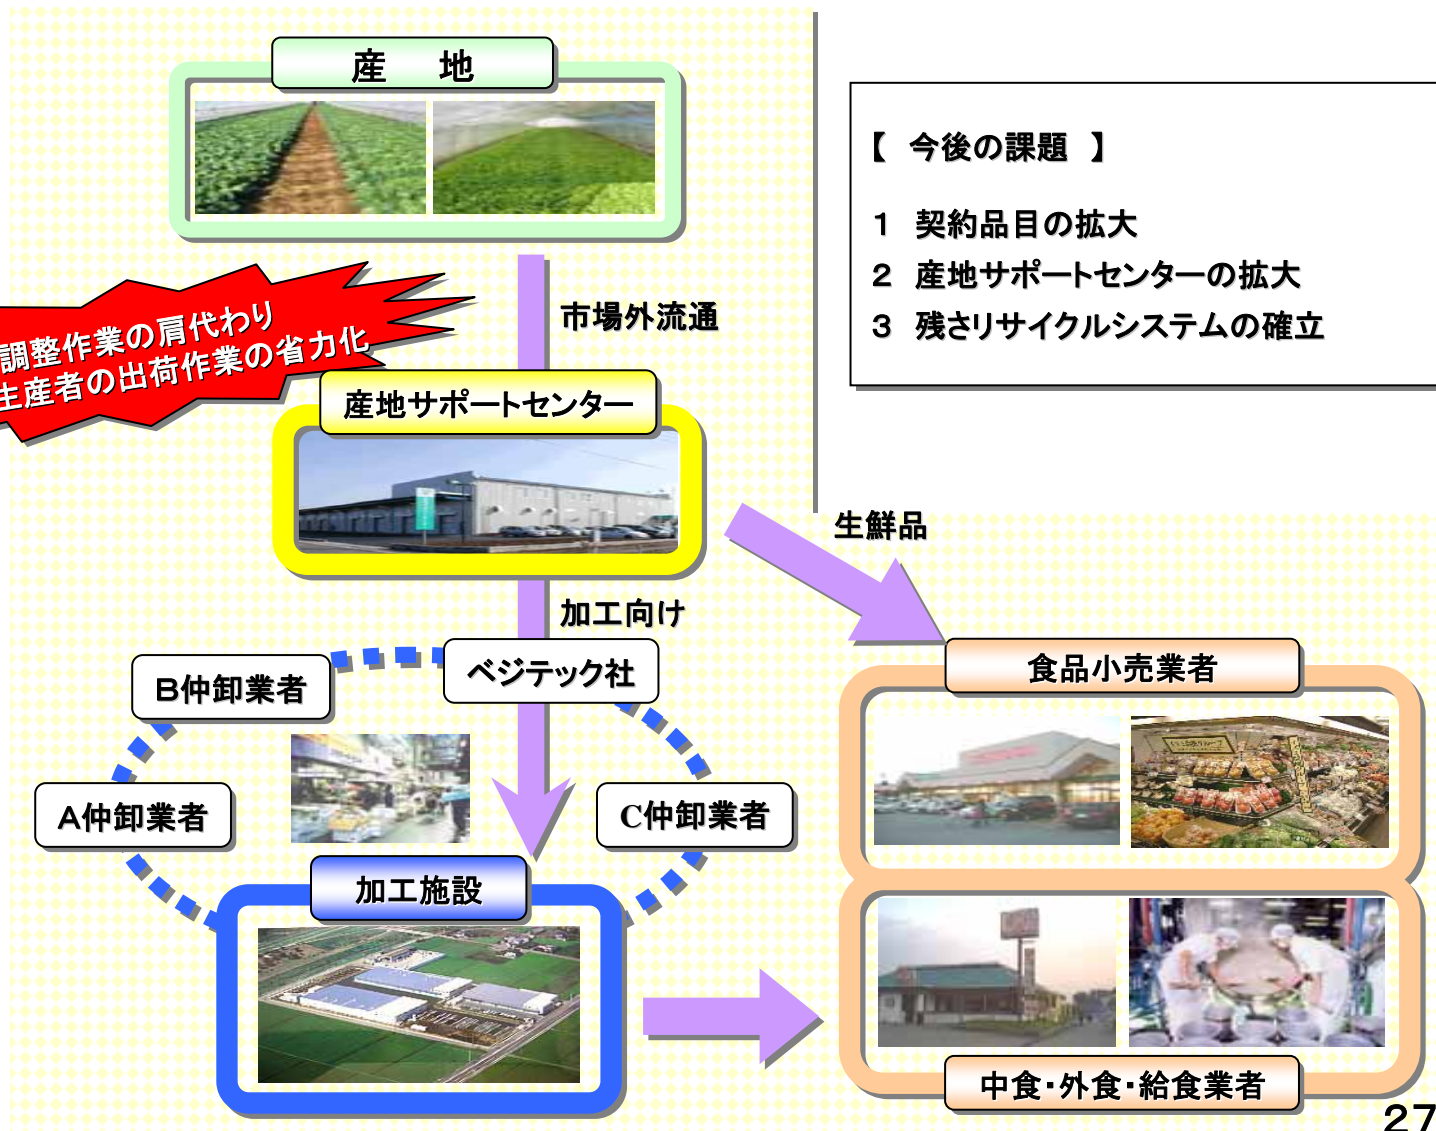 産 地
【 今後の課題 】
1 契約品目の拡大
2 産地サポートセンターの拡大
3 残さリサイクルシステムの確立
市場外流通
調整作業の肩代わり
生産者の出荷作業の省力化
産地サポートセンター
生鮮品
加工向け
ベジテック社
B仲卸業者
A仲卸業者
C仲卸業者
加工施設
食品小売業者
中食・外食・給食業者
27